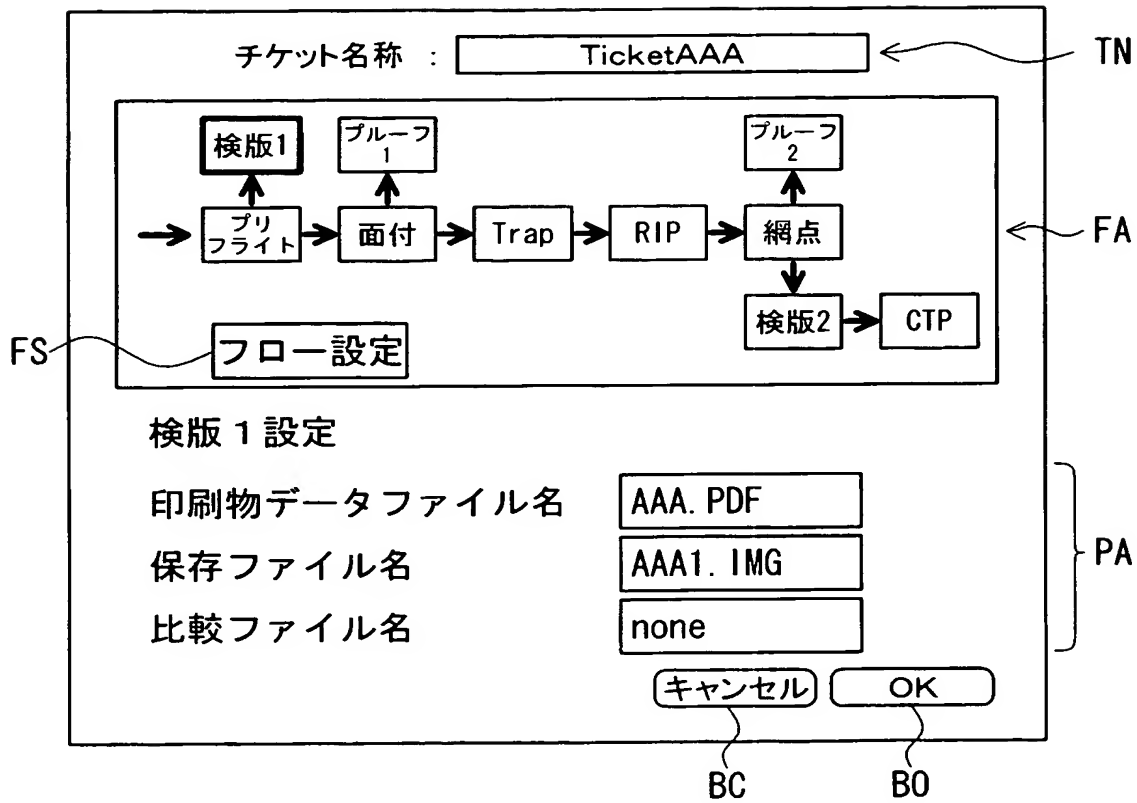 チケット名称 : TicketAAA
TN
検版1
プルーフ
1
プルーフ
2
プリ
フライト
面付
Trap
RIP
網点
FA
検版2
CTP
FS
フロー設定
検版1設定
印刷物データファイル名 AAA.PDF
保存ファイル名 AAA1.IMG
PA
比較ファイル名 none
キャンセル
OK
BC
BO